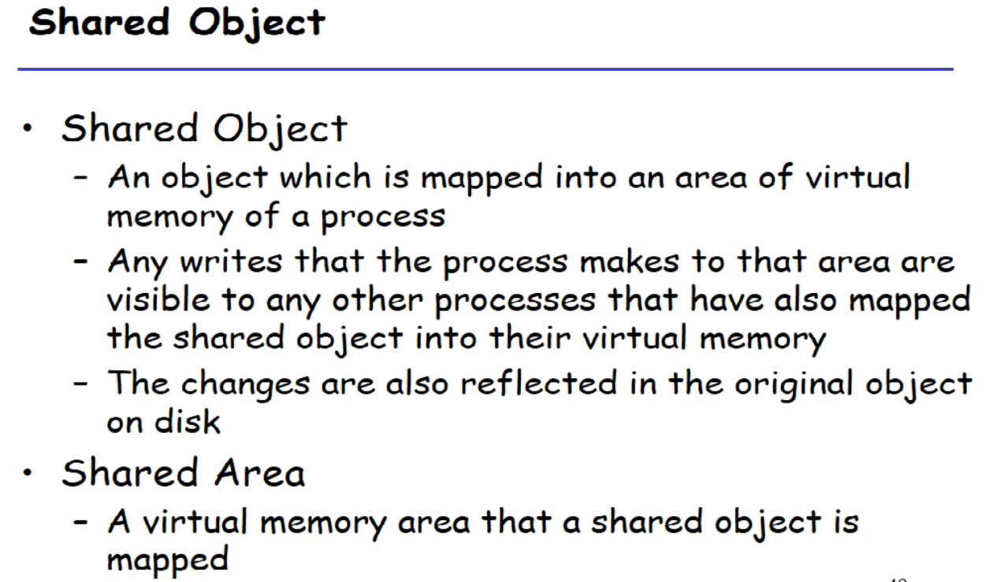 Shared Object
• Shared Object
– An object which is mapped into an area of virtual
memory of a process
– Any writes that the process makes to that area are
visible to any other processes that have also mapped
the shared object into their virtual memory
– The changes are also reflected in the original object
on disk
• Shared Area
– A virtual memory area that a shared object is
mapped